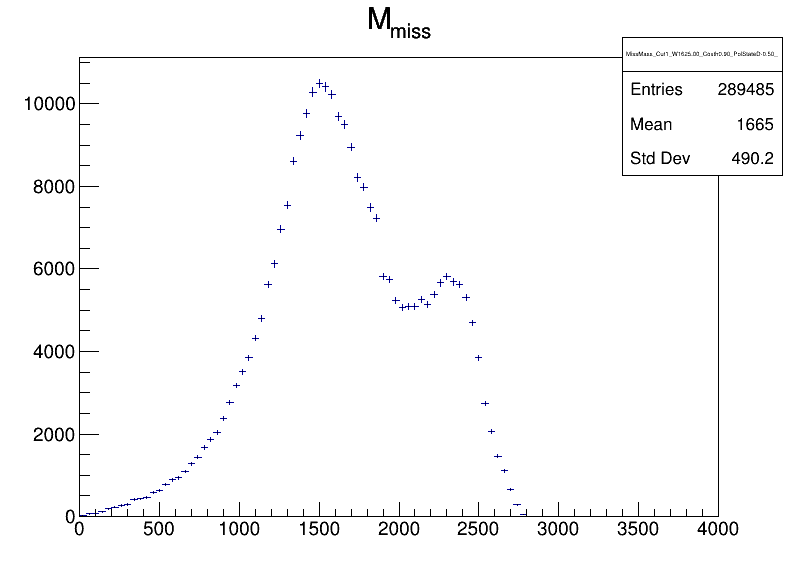 M_miss
MissMass_Cut1_W1625.00_Costh0.90_PolStateD-0.50_
Entries 289485
Mean 1665
Std Dev 490.2
10000
8000
6000
4000
2000
0
0 500 1000 1500 2000 2500 3000 3500 4000